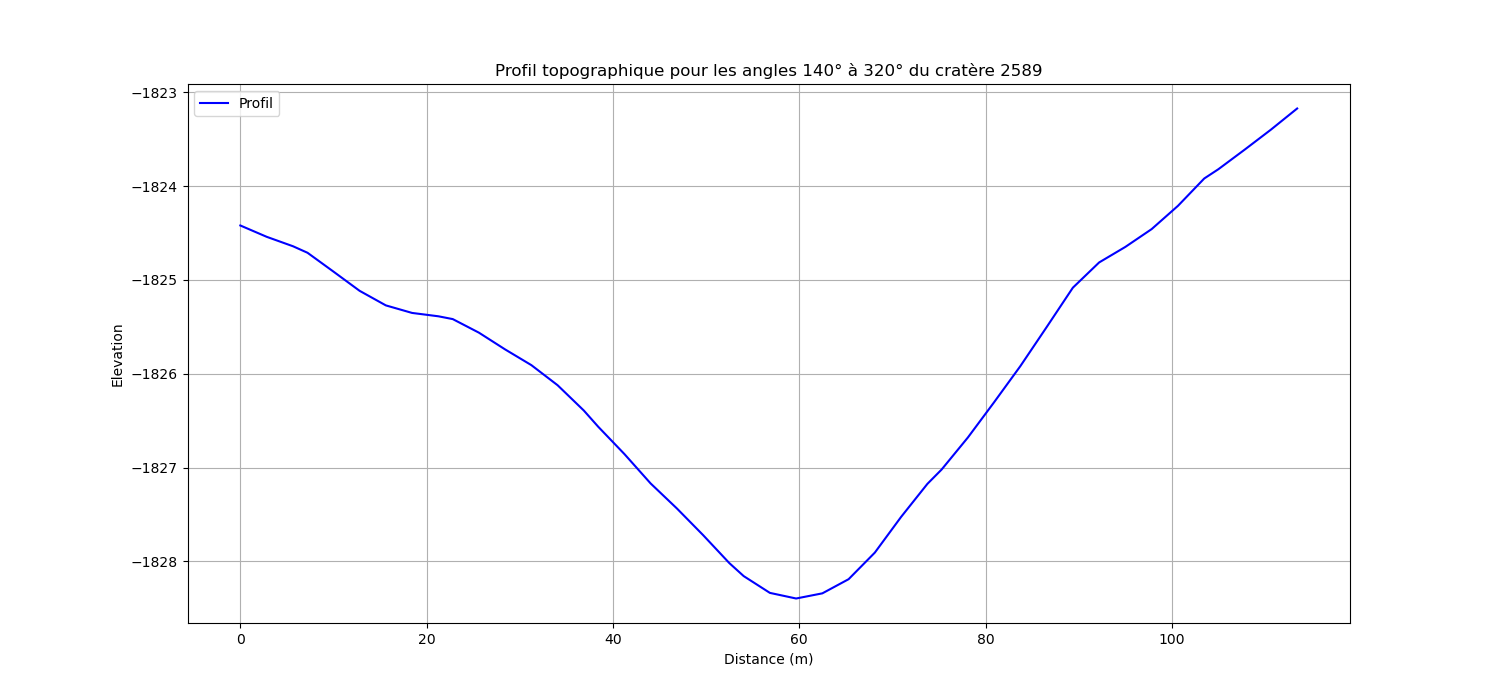 Profil topographique pour les angles 140° à 320° du cratère 2589
Profil
−1823
−1824
−1825
−1826
−1827
−1828
Elevation
0 20 40 60 80 100
Distance (m)